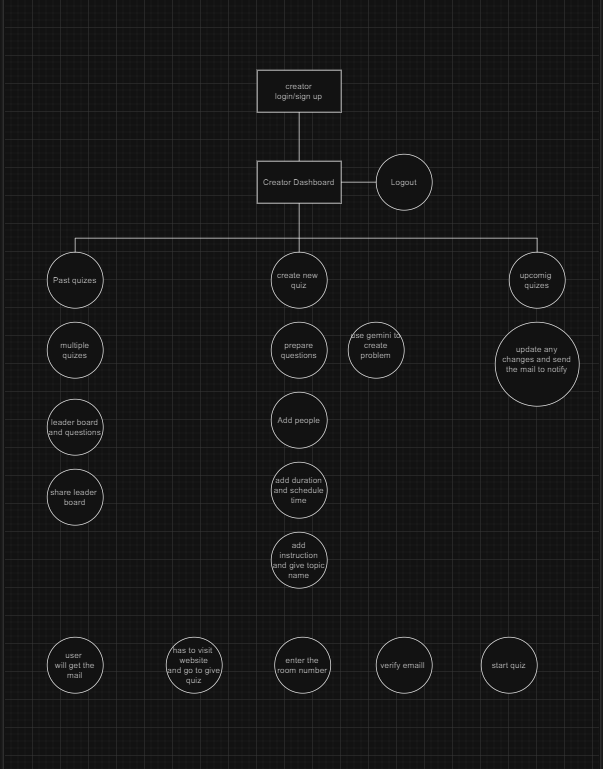 creator
login/sign up
Creator Dashboard
Logout
Past quizes
create new
quiz
upcomig
quizes
multiple
quizes
prepare
questions
use gemini to
create
problem
update any
changes and send
the mail to notify
leader board
and questions
Add people
share leader
board
add duration
and schedule
time
add
instruction
and give topic
name
user
will get the
mail
has to visit
website
and go to give
quiz
enter the
room number
verify emaill
start quiz